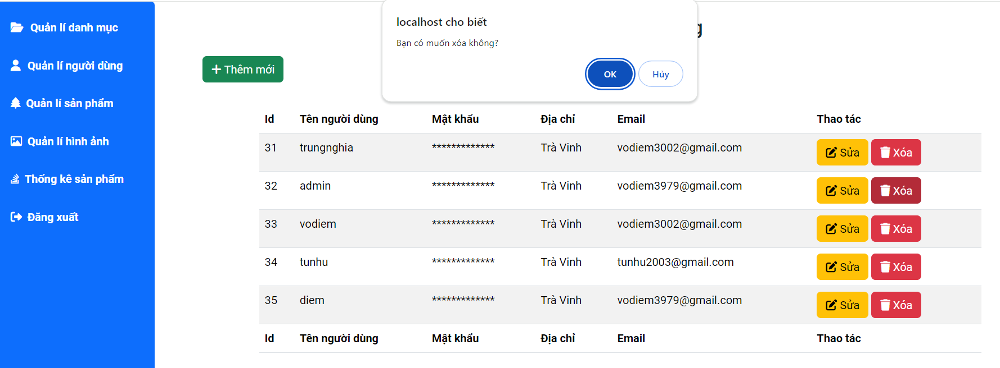 localhost cho biết
Bạn có muốn xóa không?
OK
Hủy
Quản lí danh mục
Quản lí người dùng
Quản lí sản phẩm
Quản lí hình ảnh
Thống kê sản phẩm
Đăng xuất
Thêm mới
Id Tên người dùng Mật khẩu Địa chỉ Email Thao tác
31 trungnghia ************* Trà Vinh vodiem3002@gmail.com Sửa Xóa
32 admin ************* Trà Vinh vodiem3979@gmail.com Sửa Xóa
33 vodiem ************* Trà Vinh vodiem3002@gmail.com Sửa Xóa
34 tunhu ************* Trà Vinh tunhu2003@gmail.com Sửa Xóa
35 diem ************* Trà Vinh vodiem3979@gmail.com Sửa Xóa
Id Tên người dùng Mật khẩu Địa chỉ Email Thao tác